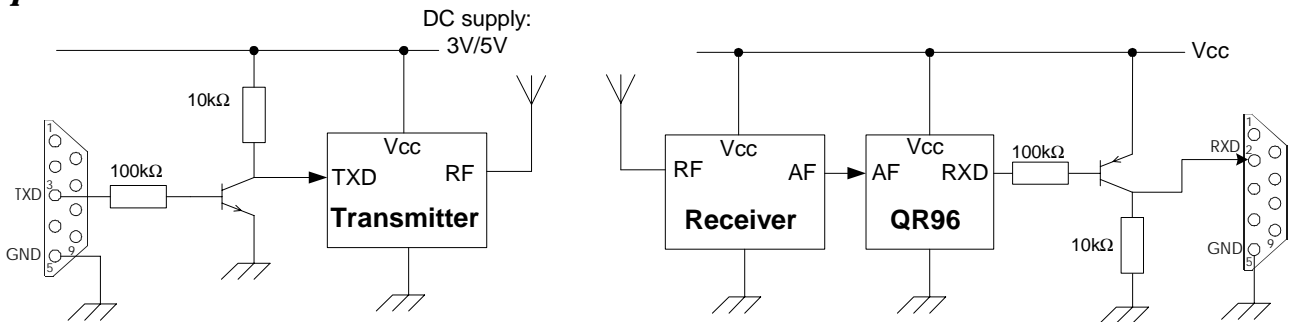 DC supply:
3V/5V
10kΩ
1
TXD
3
100kΩ
TXD
Vcc
RF
Transmitter
GND
9
5
Vcc
RF
Vcc
AF
Receiver
AF
Vcc
RXD
QR96
100kΩ
10kΩ
1
RXD
2
GND
9
5